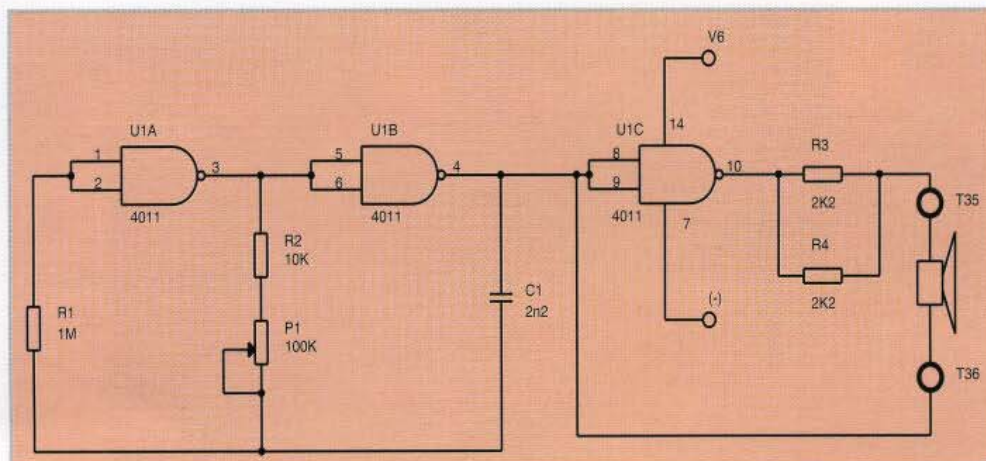 V6
U1A
U1B
U1C
14
R3
1
2
3
5
6
4
8
9
10
4011
4011
4011
7
2K2
T35
R2
10K
R4
C1
2n2
2K2
(-)
R1
1M
P1
100K
T36